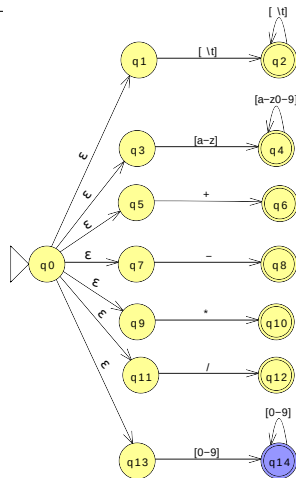 [ \t]
q1 [ \t] q2
[a-z0-9]
ε
q3 [a-z] q4
ε
q5 + q6
ε
q0 ε q7 - q8
ε
q9 * q10
ε
q11 / q12
ε
[0-9]
q13 [0-9] q14